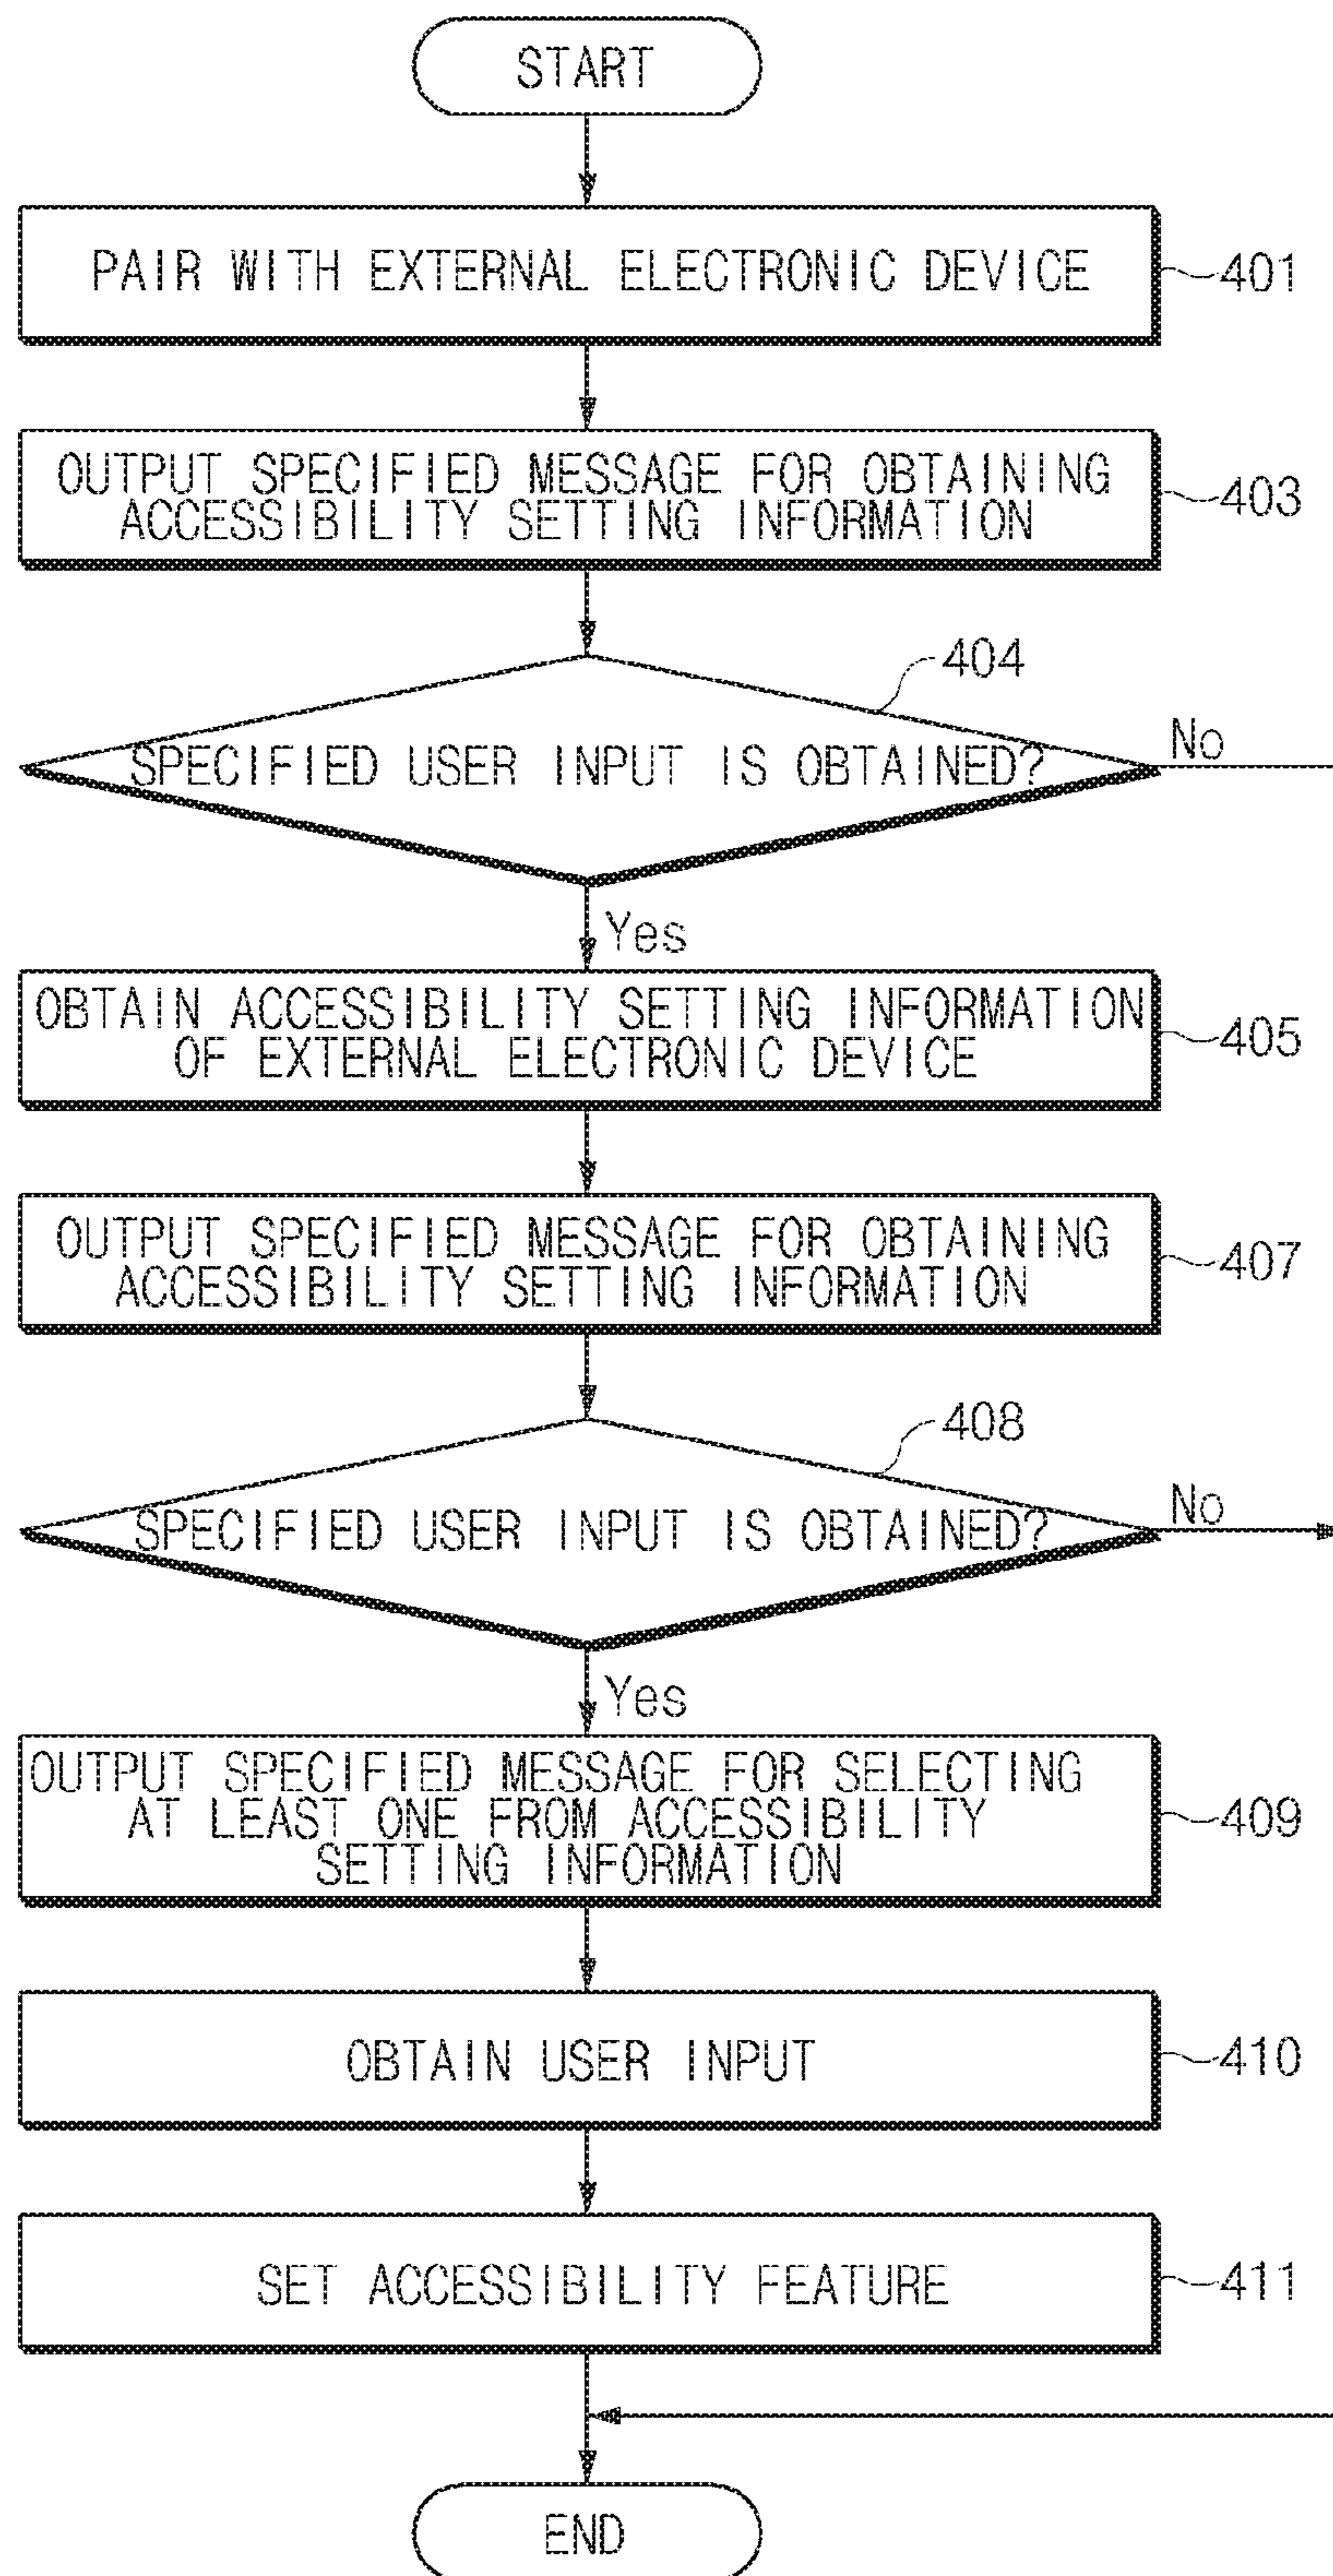 START
PAIR WITH EXTERNAL ELECTRONIC DEVICE
401
OUTPUT SPECIFIED MESSAGE FOR OBTAINING
ACCESSIBILITY SETTING INFORMATION
403
404
SPECIFIED USER INPUT IS OBTAINED?
No
Yes
OBTAIN ACCESSIBILITY SETTING INFORMATION
OF EXTERNAL ELECTRONIC DEVICE
405
OUTPUT SPECIFIED MESSAGE FOR OBTAINING
ACCESSIBILITY SETTING INFORMATION
407
408
SPECIFIED USER INPUT IS OBTAINED?
No
Yes
OUTPUT SPECIFIED MESSAGE FOR SELECTING
AT LEAST ONE FROM ACCESSIBILITY
SETTING INFORMATION
409
OBTAIN USER INPUT
410
SET ACCESSIBILITY FEATURE
411
END